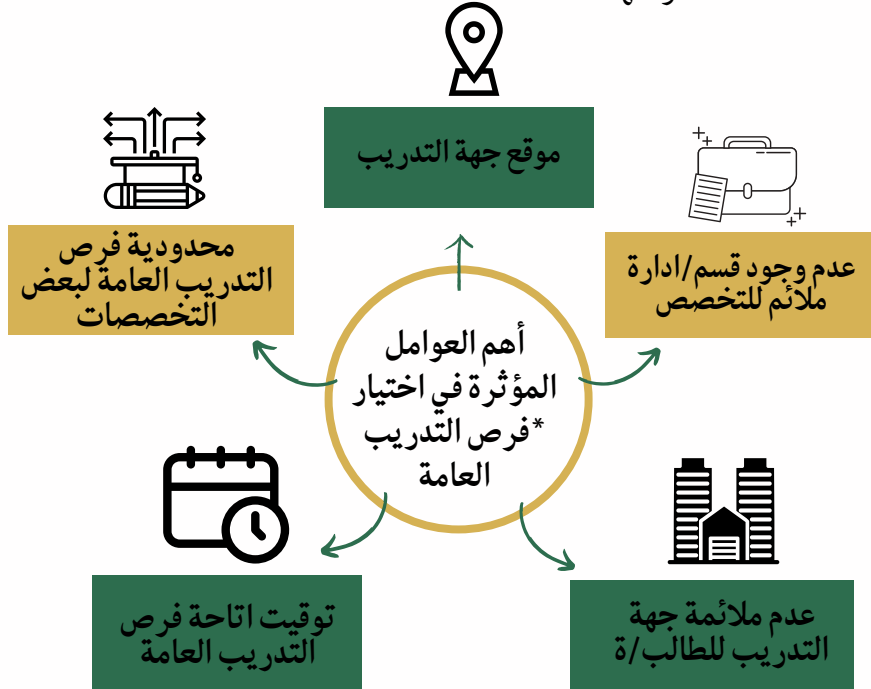 موقع جهة التدريب
عدم وجود قسم/ادارة
ملائم للتخصص
محدودية فرص
التدريب العامة لبعض
التخصصات
أهم العوامل
المؤثرة في اختيار
*فرص التدريب
العامة
عدم ملائمة جهة
التدريب للطالب/ة
توقيت اتاحة فرص
التدريب العامة